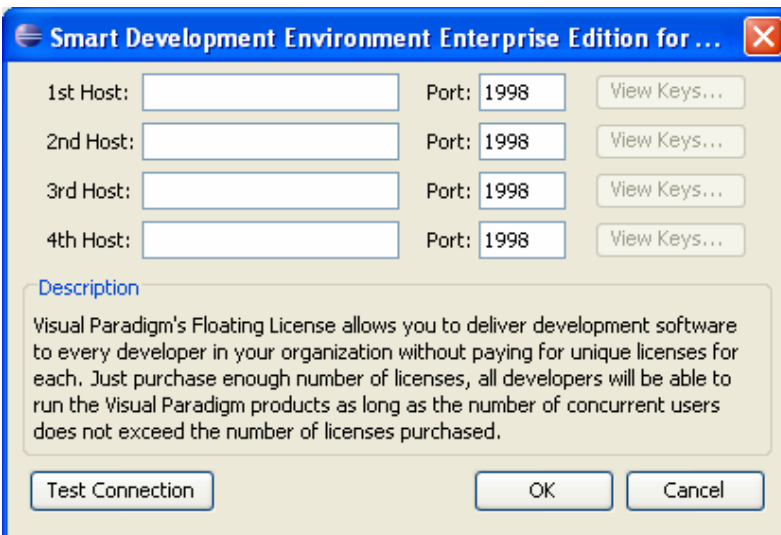 Smart Development Environment Enterprise Edition for ...
1st Host: Port: 1998 View Keys...
2nd Host: Port: 1998 View Keys...
3rd Host: Port: 1998 View Keys...
4th Host: Port: 1998 View Keys...
Description
Visual Paradigm's Floating License allows you to deliver development software
to every developer in your organization without paying for unique licenses for
each. Just purchase enough number of licenses, all developers will be able to
run the Visual Paradigm products as long as the number of concurrent users
does not exceed the number of licenses purchased.
Test Connection OK Cancel